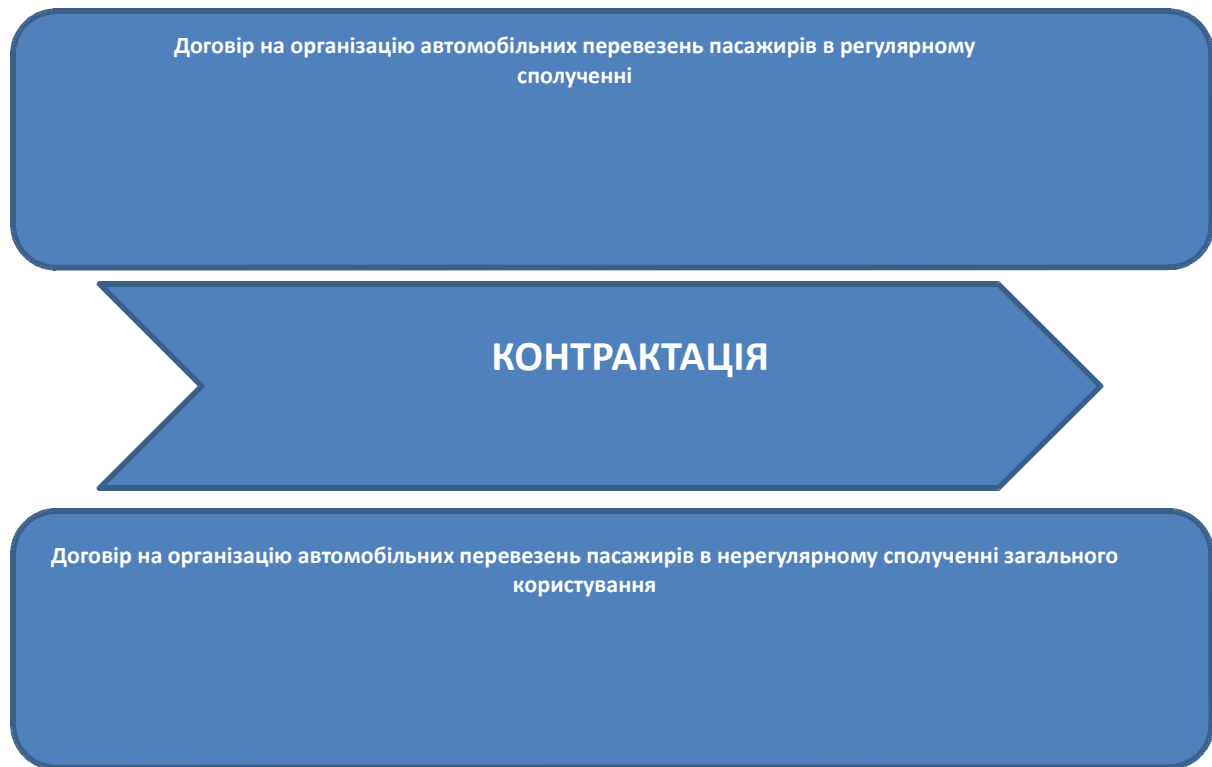 Договір на організацію автомобільних перевезень пасажирів в регулярному
сполученні
КОНТРАКТАЦІЯ
Договір на організацію автомобільних перевезень пасажирів в нерегулярному сполученні загального
користування